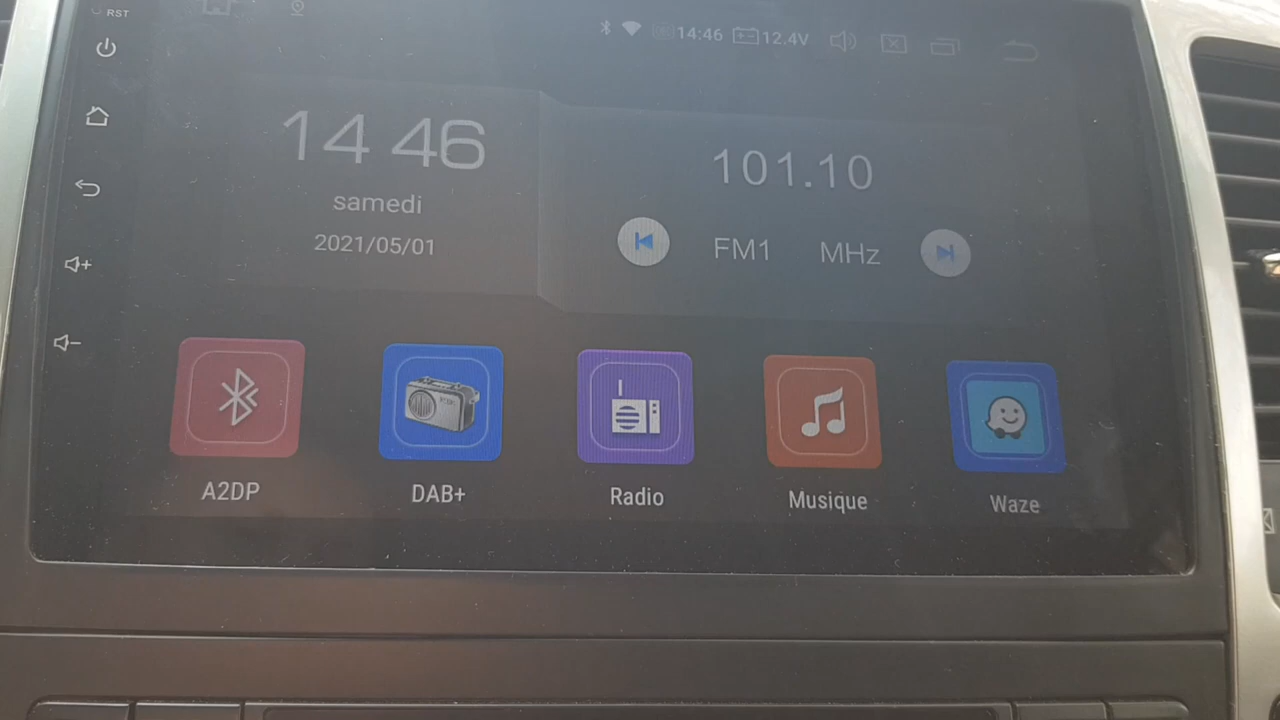 RST
14:46
12.4V
14 46
samedi
2021/05/01
101.10
FM1 MHz
A2DP
DAB+
Radio
Musique
Waze